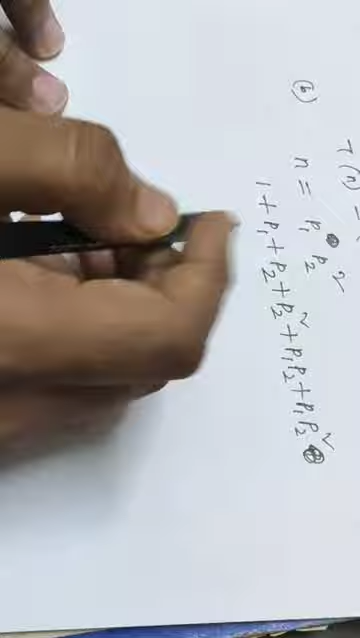 (b)
τ(n) =
n = p₁ p₂²
1 + p₁ + p₂ + p₂² + p₁p₂ + p₁p₂²